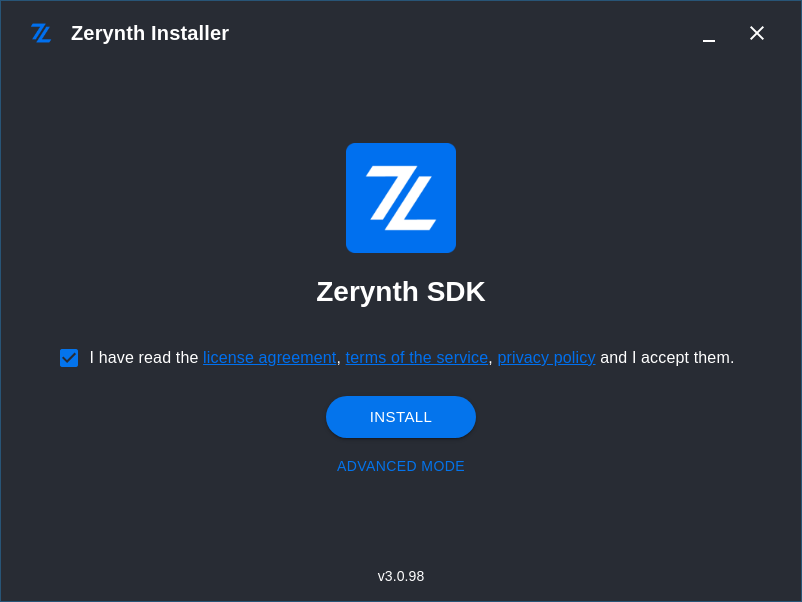 Zerynth Installer
Zerynth SDK
I have read the license agreement, terms of the service, privacy policy and I accept them.
INSTALL
ADVANCED MODE
v3.0.98